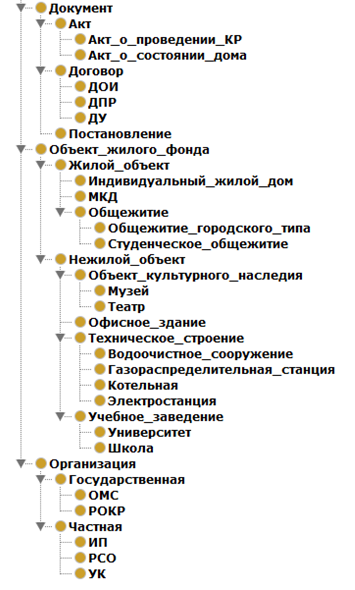 Документ
Акт
Акт_о_проведении_КР
Акт_о_состоянии_дома
Договор
ДОИ
ДПР
ДУ
Постановление
Объект_жилого_фонда
Жилой_объект
Индивидуальный_жилой_дом
МКД
Общежитие
Общежитие_городского_типа
Студенческое_общежитие
Нежилой_объект
Объект_культурного_наследия
Музей
Театр
Офисное_здание
Техническое_строение
Водоочистное_сооружение
Газораспределительная_станция
Котельная
Электростанция
Учебное_заведение
Университет
Школа
Организация
Государственная
ОМС
РОКР
Частная
ИП
РСО
УК